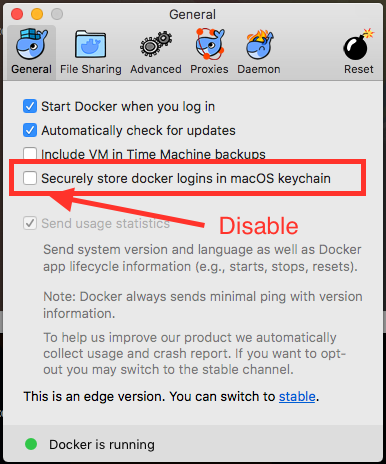 General
General
File Sharing
Advanced
Proxies
Daemon
Reset
Start Docker when you log in
Automatically check for updates
Include VM in Time Machine backups
Securely store docker logins in macOS keychain
Disable
Send usage statistics
Send system version and language as well as Docker
app lifecycle information (e.g., starts, stops, resets).
Note: Docker always sends minimal ping with version
information.
To help us improve our product we automatically
collect usage and crash report. If you want to opt-
out you may switch to the stable channel.
This is an edge version. You can switch to stable.
Docker is running